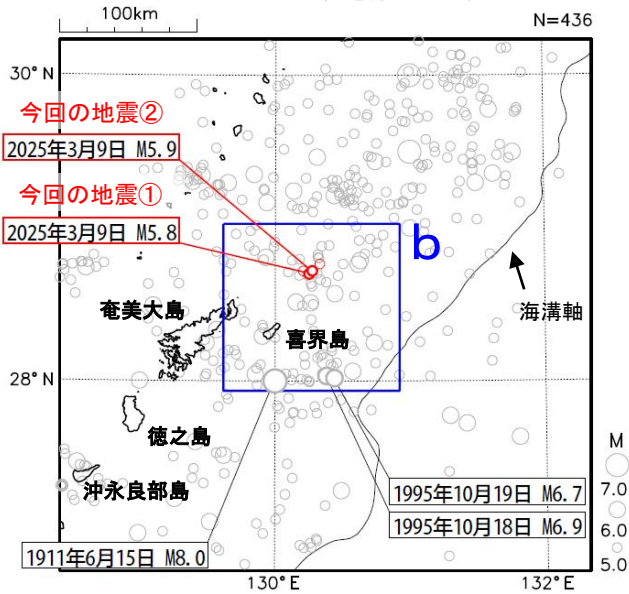 100km
N=436
30°N
今回の地震②
2025年3月9日 M5.9
今回の地震①
2025年3月9日 M5.8
b
海溝軸
奄美大島
喜界島
28°N
徳之島
沖永良部島
M
7.0
6.0
5.0
1995年10月19日 M6.7
1995年10月18日 M6.9
1911年6月15日 M8.0
130°E
132°E